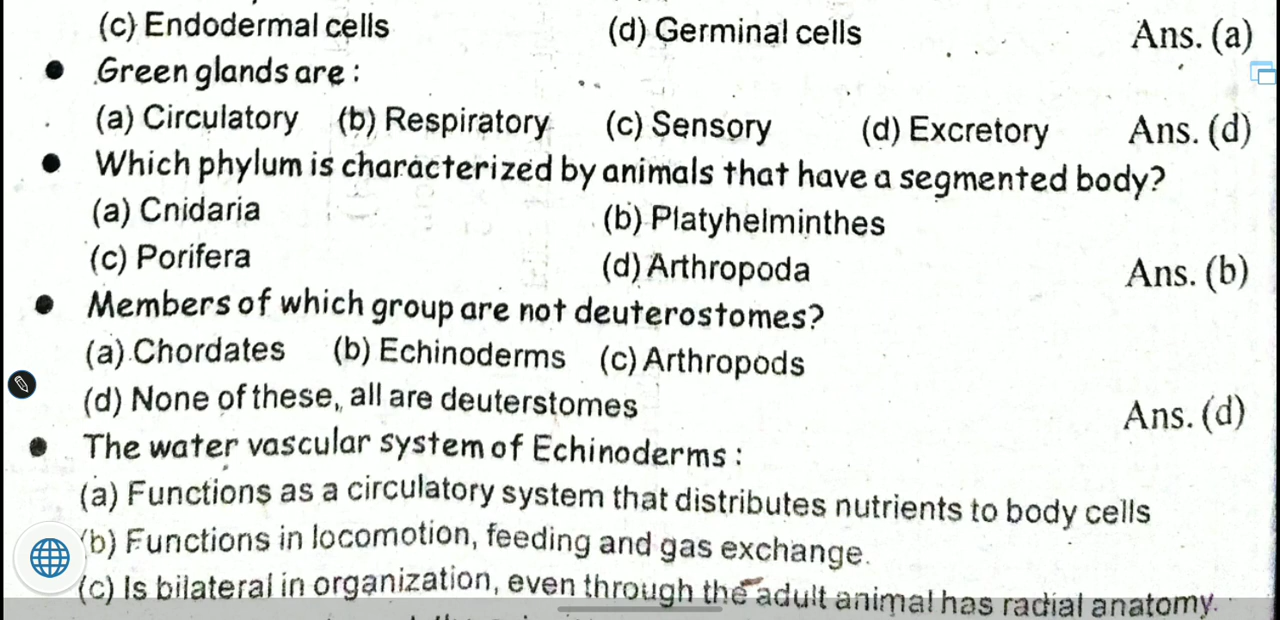 (c) Endodermal cells (d) Germinal cells Ans. (a)
• Green glands are :
(a) Circulatory (b) Respiratory (c) Sensory (d) Excretory Ans. (d)
• Which phylum is characterized by animals that have a segmented body?
(a) Cnidaria (b) Platyhelminthes
(c) Porifera (d) Arthropoda Ans. (b)
• Members of which group are not deuterostomes?
(a) Chordates (b) Echinoderms (c) Arthropods
(d) None of these, all are deuterstomes Ans. (d)
• The water vascular system of Echinoderms :
(a) Functions as a circulatory system that distributes nutrients to body cells
(b) Functions in locomotion, feeding and gas exchange.
(c) Is bilateral in organization, even through the adult animal has radial anatomy.